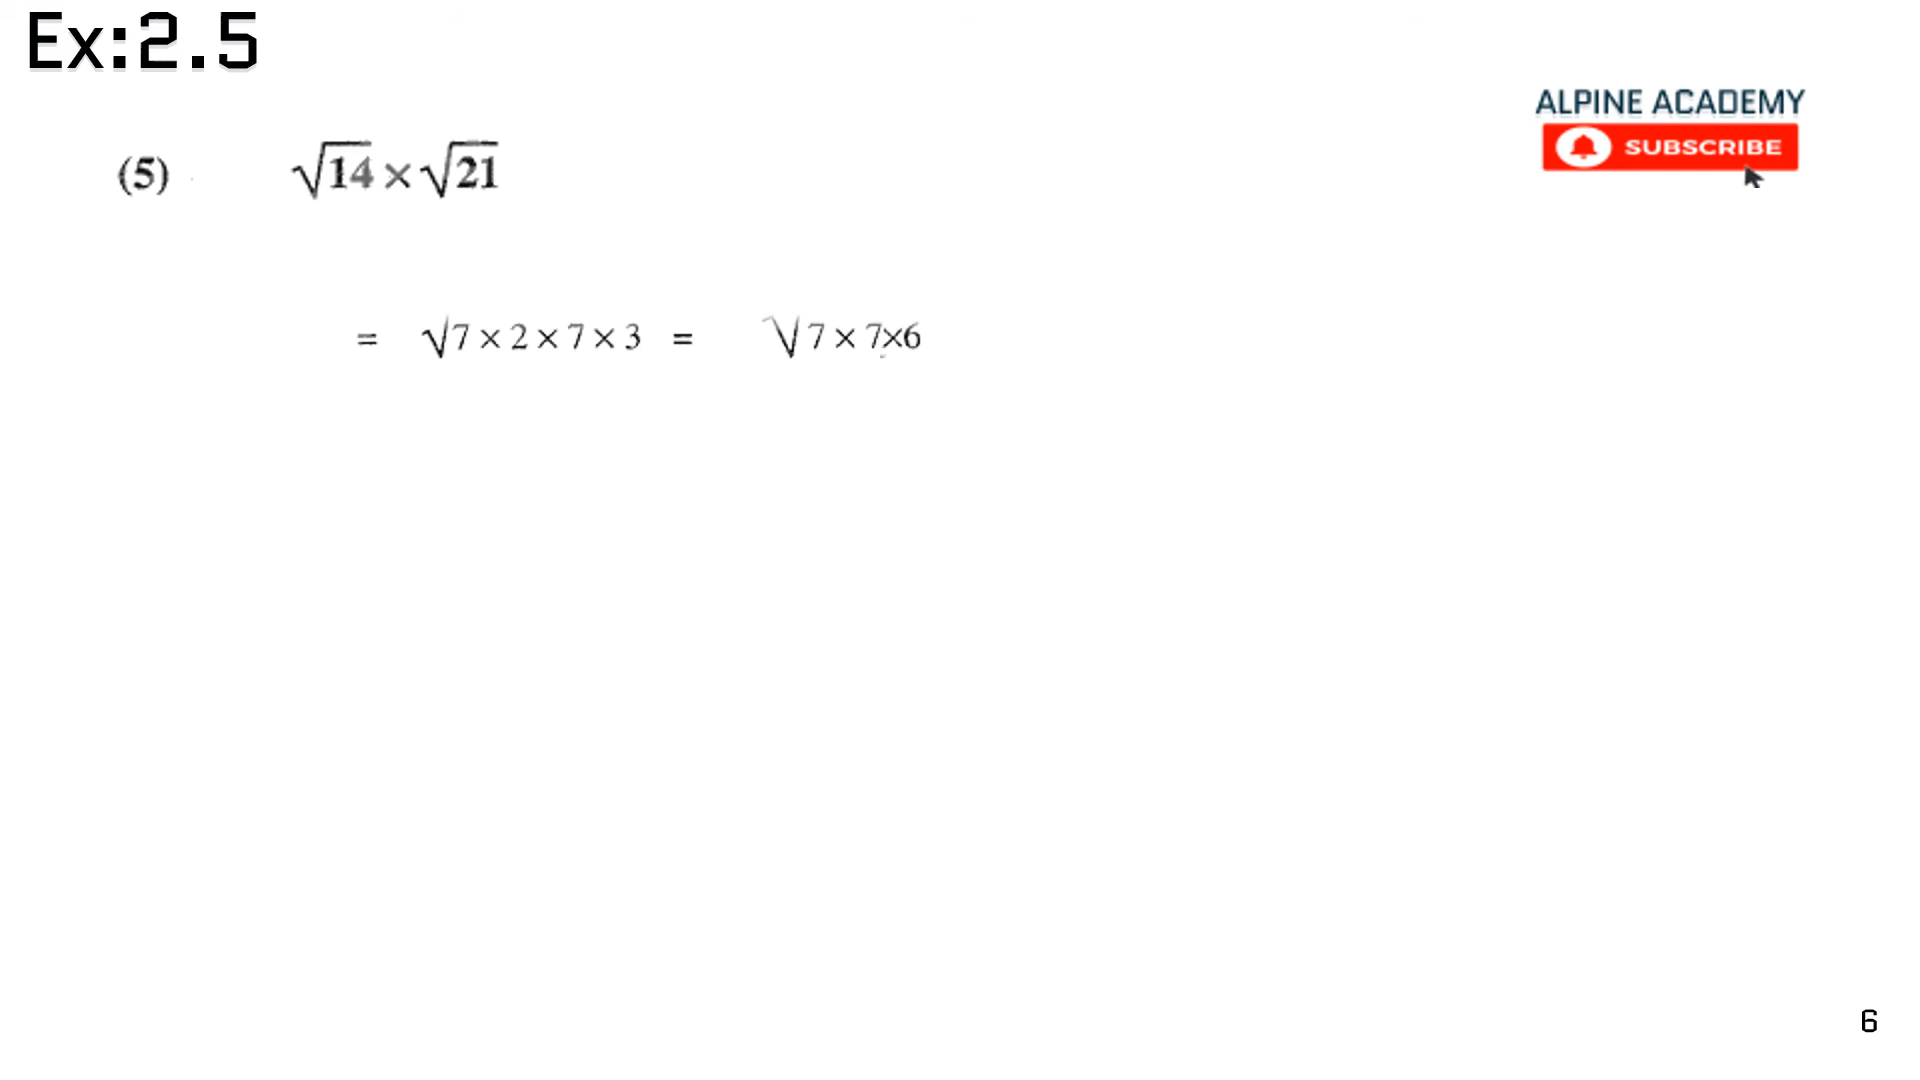 Ex:2.5
ALPINE ACADEMY
SUBSCRIBE
(5) √14 × √21
= √7 × 2 × 7 × 3 = √7 × 7×6
6